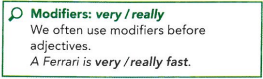 Modifiers: very / really
We often use modifiers before
adjectives.
A Ferrari is very / really fast.